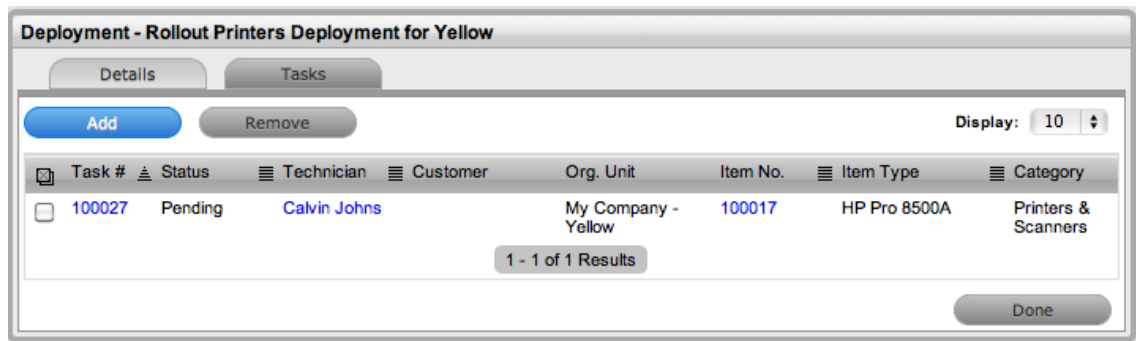 Deployment - Rollout Printers Deployment for Yellow
Details Tasks
Add Remove Display: 10
Task # Status Technician Customer Org. Unit Item No. Item Type Category
100027 Pending Calvin Johns My Company - 100017 HP Pro 8500A Printers &
Yellow Scanners
1 - 1 of 1 Results
Done